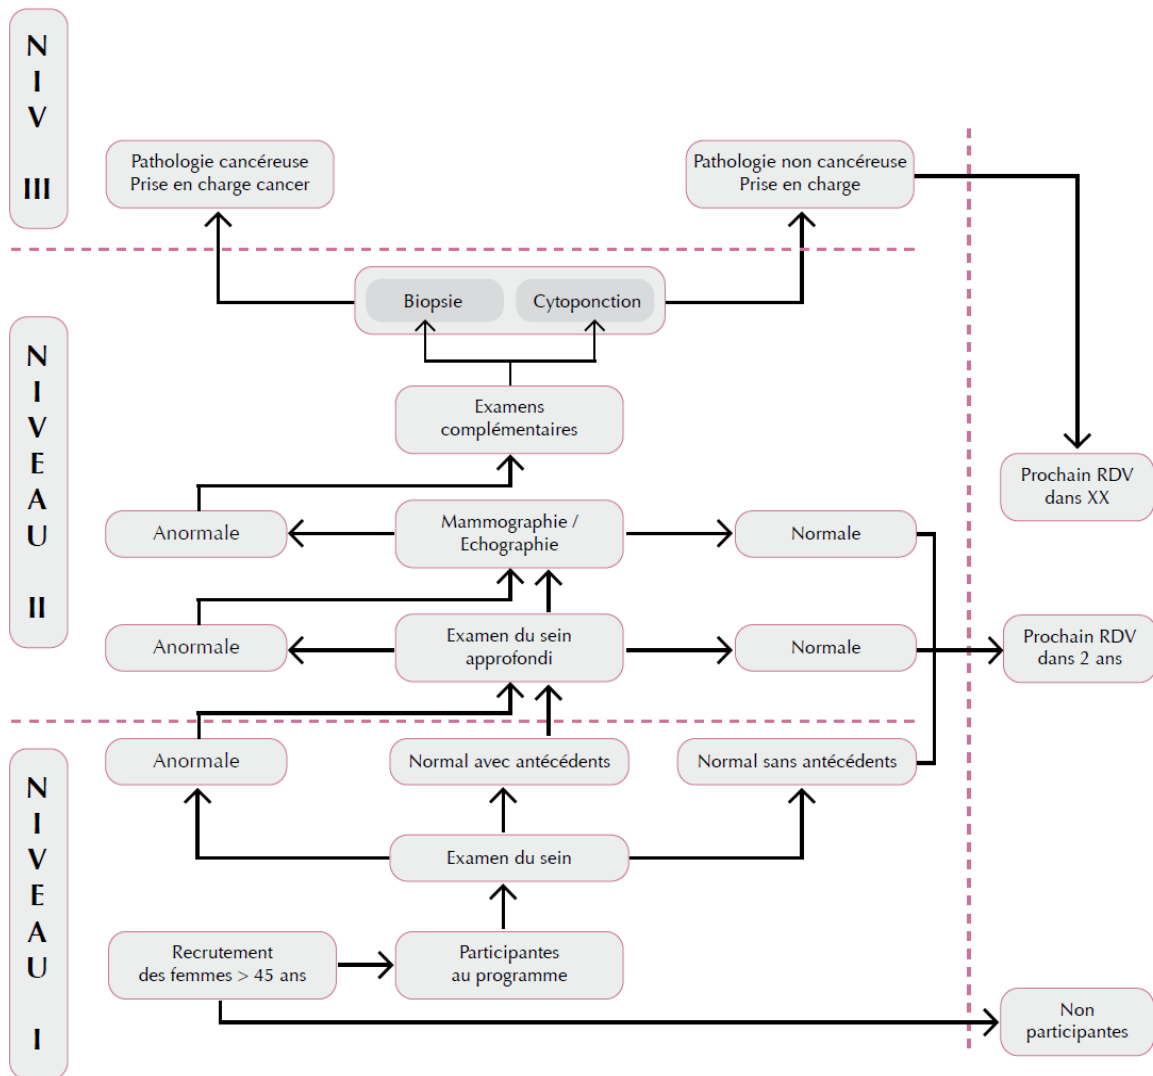 NIV III
Pathologie cancéreuse
Prise en charge cancer
Pathologie non cancéreuse
Prise en charge
NIVEAU II
Biopsie
Cytoponction
Examens
complémentaires
Prochain RDV
dans XX
Anormale
Mammographie /
Echographie
Normale
Anormale
Examen du sein
approfondi
Normale
Prochain RDV
dans 2 ans
NIVEAU I
Anormale
Normal avec antécédents
Normal sans antécédents
Examen du sein
Recrutement
des femmes > 45 ans
Participantes
au programme
Non
participantes